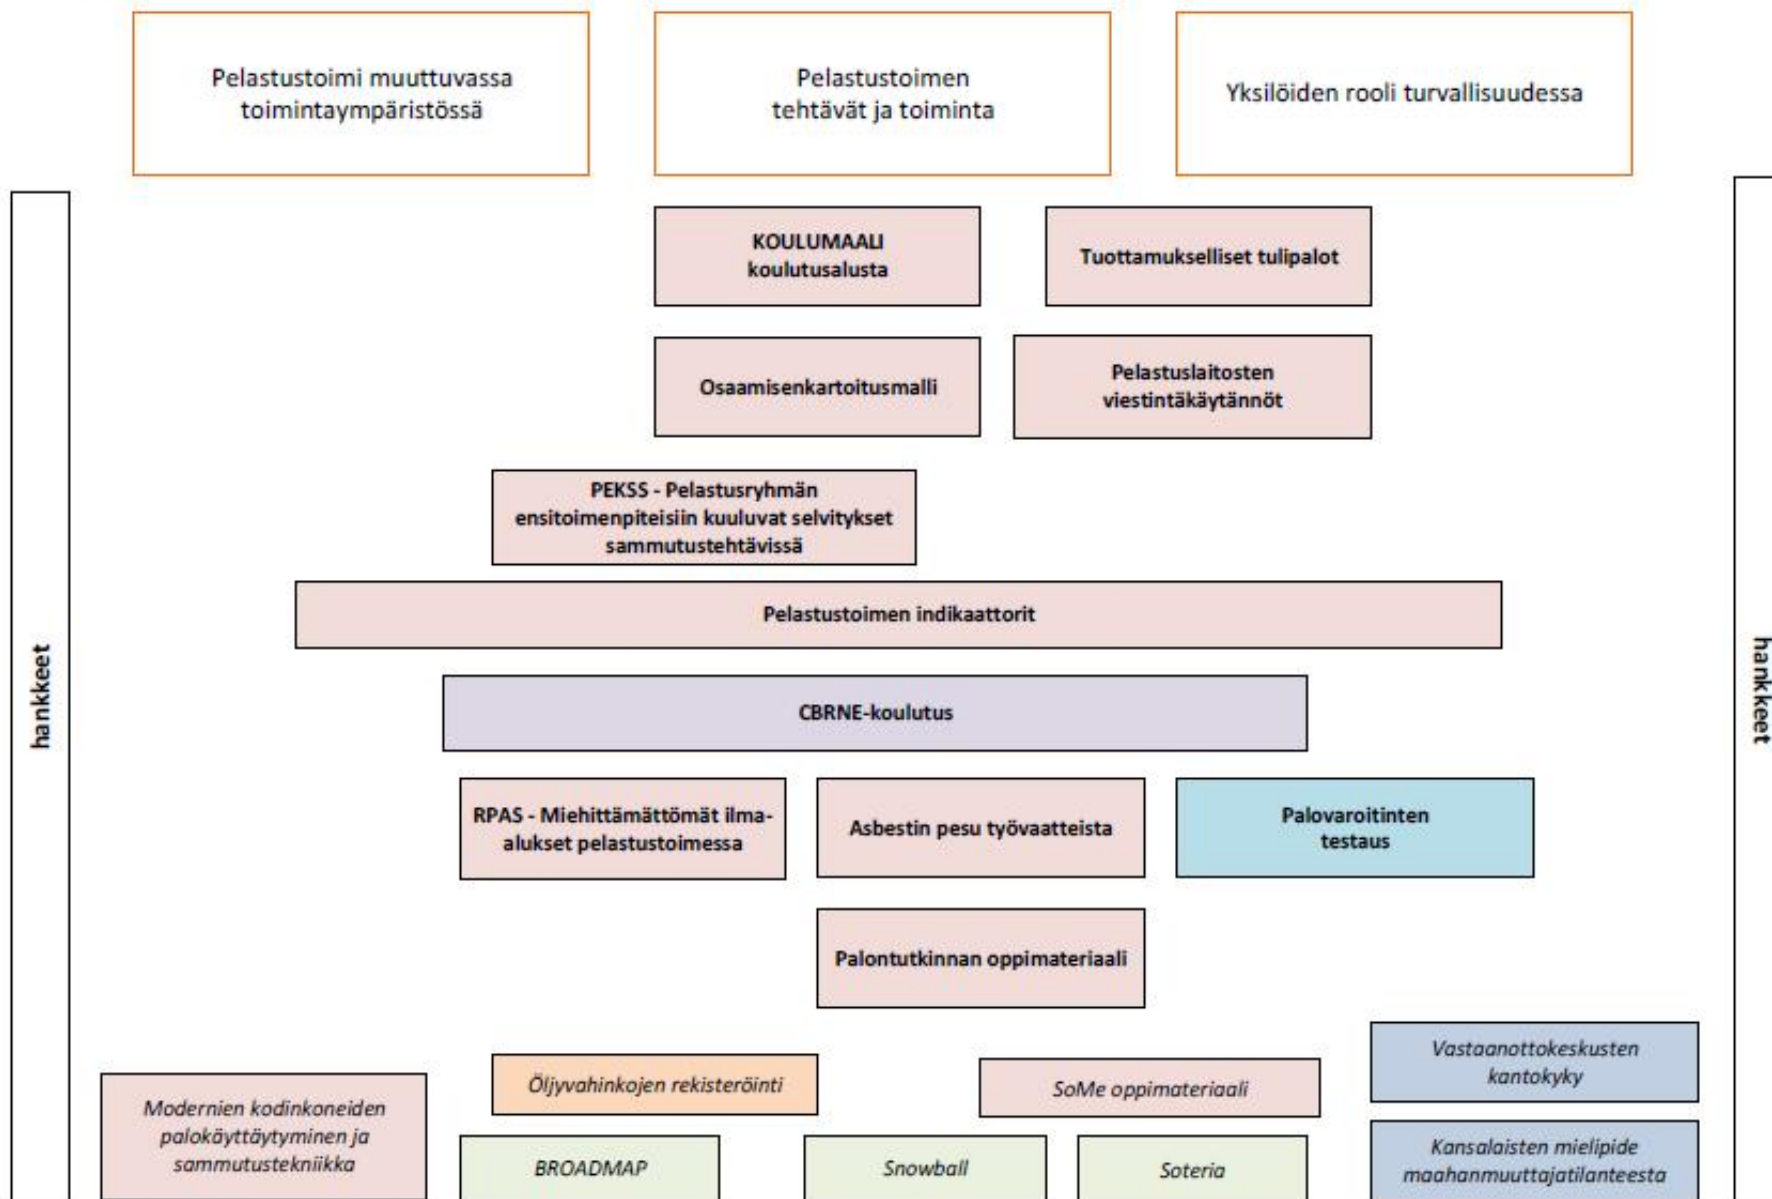 Pelastustoimi muuttuvassa
toimintaympäristössä
Pelastustoimen
tehtävät ja toiminta
Yksilöiden rooli turvallisuudessa
hankkeet
hankkeet
KOULUMAALI
koulutusalusta
Tuottamukselliset tulipalot
Osaamisenkartoitusmalli
Pelastuslaitosten
viestintäkäytännöt
PEKSS - Pelastusryhmän
ensitoimenpiteisiin kuuluvat selvitykset
sammutustehtävissä
Pelastustoimen indikaattorit
CBRNE-koulutus
RPAS - Miehittämättömät ilma-
alukset pelastustoimessa
Asbestin pesu työvaatteista
Palovaroitinten
testaus
Palontutkinnan oppimateriaali
Modernien kodinkoneiden
palokäyttäytyminen ja
sammutustekniikka
Öljyvahinkojen rekisteröinti
SoMe oppimateriaali
Vastaanottokeskusten
kantokyky
BROADMAP
Snowball
Soteria
Kansalaisten mielipide
maahanmuuttajatilanteesta